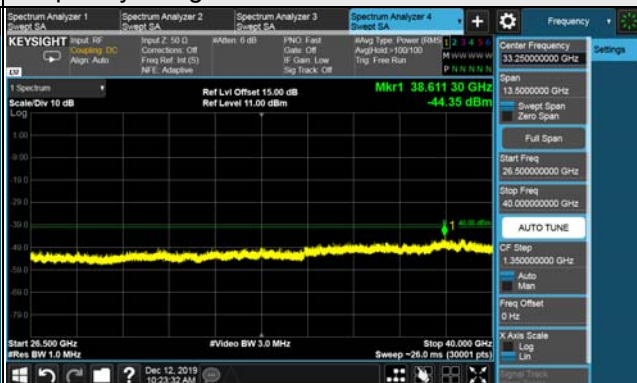 Spectrum Analyzer 1
Swept SA
Spectrum Analyzer 2
Swept SA
Spectrum Analyzer 3
Swept SA
Spectrum Analyzer 4
Swept SA
Frequency
KEYSIGHT
Input: RF
Coupling: DC
Align: Auto
Input Z: 50 Ω
Corrections: Off
Freq Ref: Int (S)
NFE: Adaptive
#Atten: 6 dB
PNO: Fast
Gate: Off
IF Gain: Low
Sig Track: Off
#Avg Type: Power (RMS)
Avg|Hold:>100/100
Trig: Free Run
1 2 3 4 5 6
M W W W W W
P N N N N N
LM
1 Spectrum
Scale/Div 10 dB
Log
Ref Lvl Offset 15.00 dB
Ref Level 11.00 dBm
Mkr1 38.611 30 GHz
-44.35 dBm
1.00
-9.00
-19.0
-29.0
-39.0
-49.0
-59.0
-69.0
-79.0
1
Start 26.500 GHz
#Res BW 1.0 MHz
#Video BW 3.0 MHz
Stop 40.000 GHz
Sweep ~26.0 ms (30001 pts)
Dec 12, 2019
10:23:32 AM
Center Frequency
33.250000000 GHz
Settings
Span
13.5000000 GHz
Swept Span
Zero Span
Full Span
Start Freq
26.500000000 GHz
Stop Freq
40.000000000 GHz
AUTO TUNE
CF Step
1.350000000 GHz
Auto
Man
Freq Offset
0 Hz
X Axis Scale
Log
Lin
Signal Track